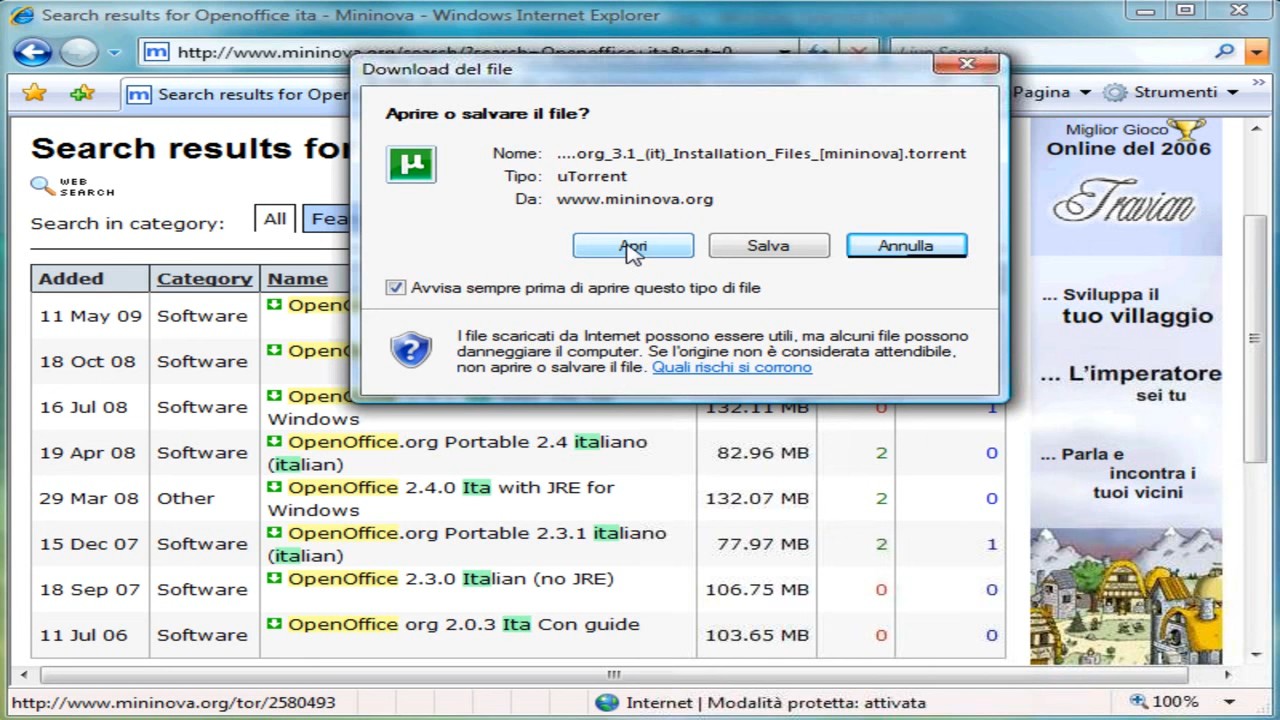 Search results for Openoffice ita - Mininova - Windows Internet Explorer
http://www.mininova.org/search/?search=Openoffice+ita&cat=0
Live Search
Search results for Oper
Pagina
Strumenti
Download del file
Aprire o salvare il file?
Nome: ....org_3.1_(it)_Installation_Files_[mininova].torrent
Tipo: uTorrent
Da: www.mininova.org
Apri Salva Annulla
Avvisa sempre prima di aprire questo tipo di file
I file scaricati da Internet possono essere utili, ma alcuni file possono
danneggiare il computer. Se l'origine non è considerata attendibile,
non aprire o salvare il file. Quali rischi si corrono
Search results fo
WEB
SEARCH
Search in category: All Fea
Added Category Name
11 May 09 Software
18 Oct 08 Software
16 Jul 08 Software
Windows 132.11 MB 0 1
19 Apr 08 Software OpenOffice.org Portable 2.4 italiano
(italian) 82.96 MB 2 0
29 Mar 08 Other OpenOffice 2.4.0 Ita with JRE for
Windows 132.07 MB 2 0
15 Dec 07 Software OpenOffice.org Portable 2.3.1 italiano
(italian) 77.97 MB 2 1
18 Sep 07 Software OpenOffice 2.3.0 Italian (no JRE) 106.75 MB 0 0
11 Jul 06 Software OpenOffice org 2.0.3 Ita Con guide 103.65 MB 0 0
Miglior Gioco
Online del 2006
Travian
... Sviluppa il
tuo villaggio
... L'imperatore
sei tu
... Parla e
incontra i
tuoi vicini
http://www.mininova.org/tor/2580493
Internet | Modalità protetta: attivata
100%